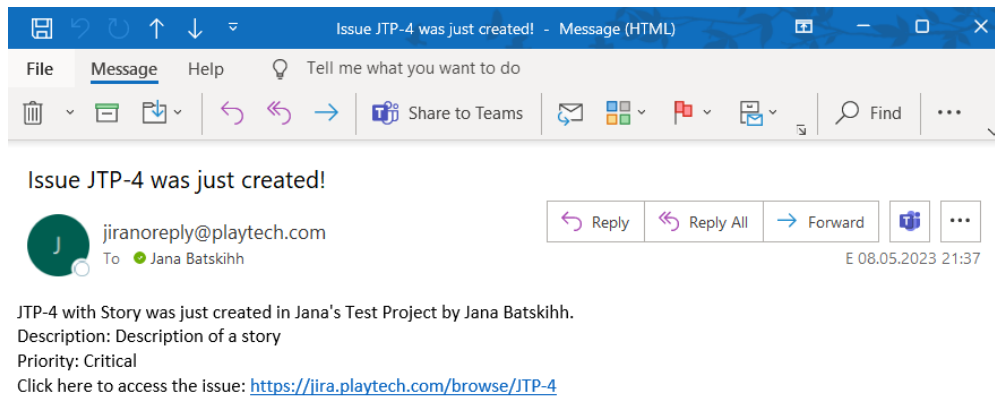 Issue JTP-4 was just created! - Message (HTML)
File Message Help Tell me what you want to do
Share to Teams Find
Issue JTP-4 was just created!
J
jiranoreply@playtech.com
To Jana Batskihh
Reply Reply All Forward
E 08.05.2023 21:37
JTP-4 with Story was just created in Jana's Test Project by Jana Batskihh.
Description: Description of a story
Priority: Critical
Click here to access the issue: https://jira.playtech.com/browse/JTP-4